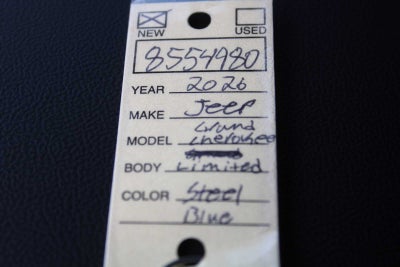 NEW USED
8554980
YEAR 2026
MAKE Jeep
Grand
MODEL Cherokee
BODY Limited
COLOR Steel
Blue